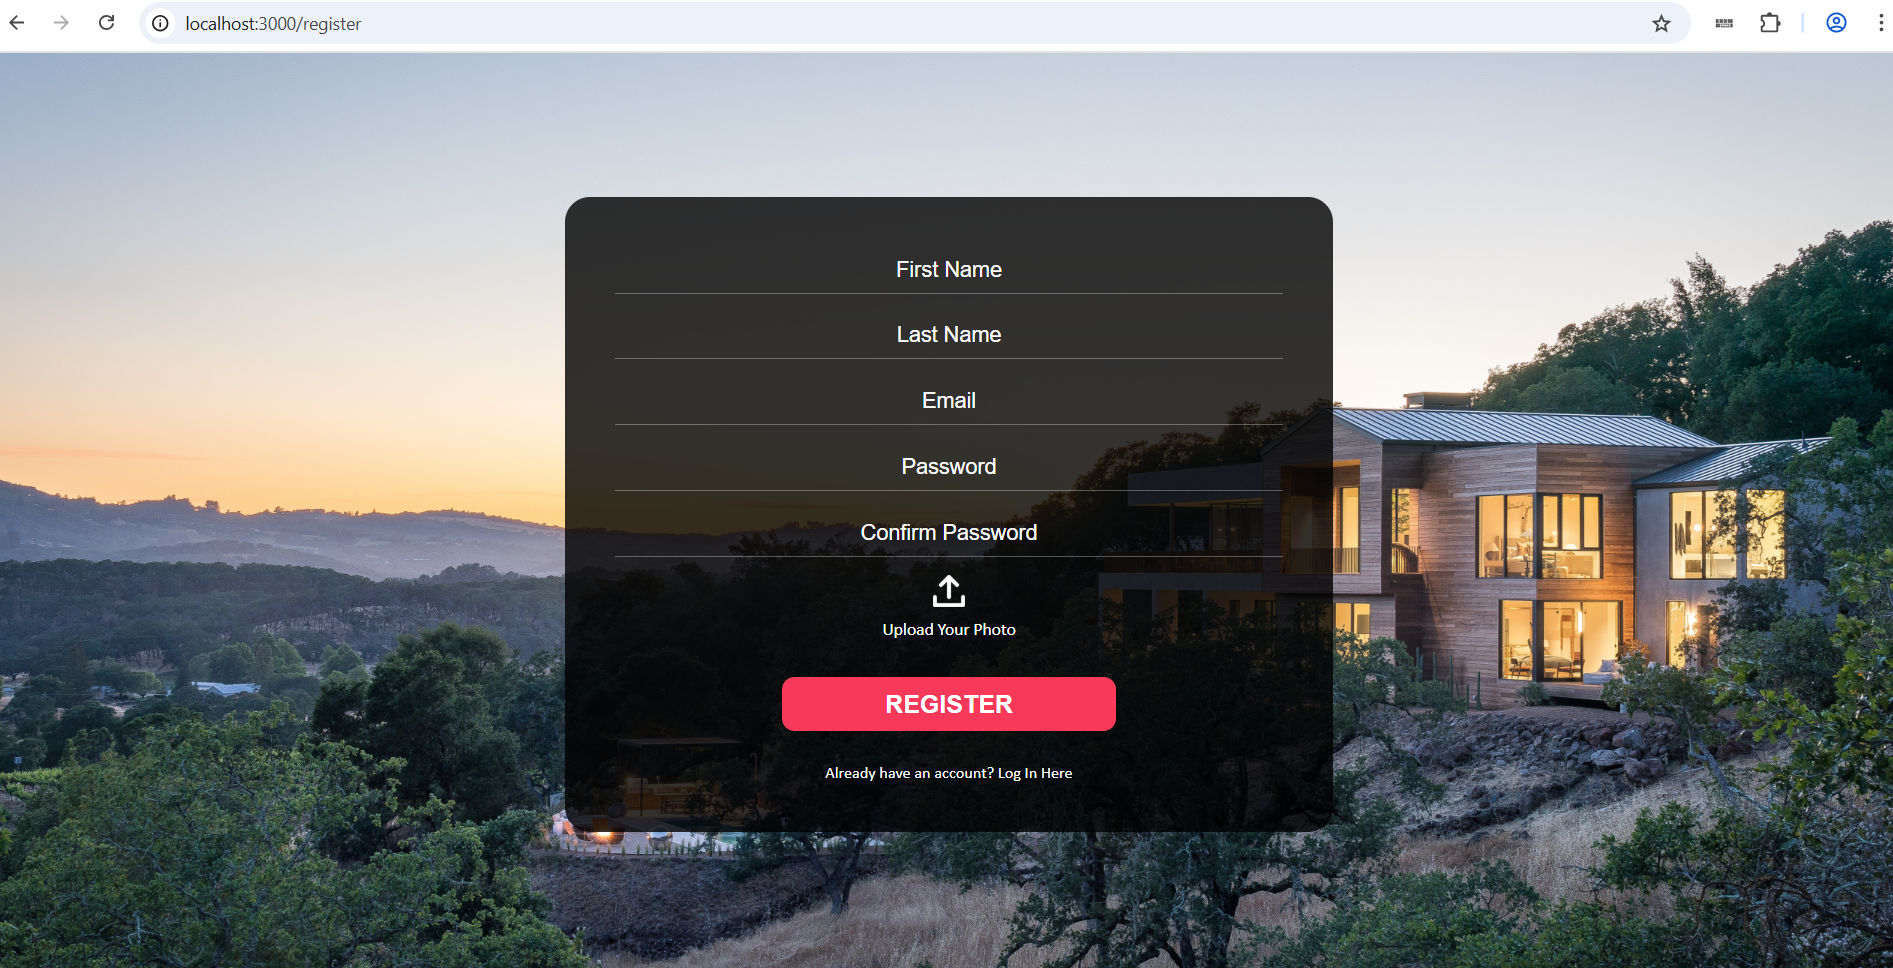 localhost:3000/register
First Name
Last Name
Email
Password
Confirm Password
Upload Your Photo
REGISTER
Already have an account? Log In Here